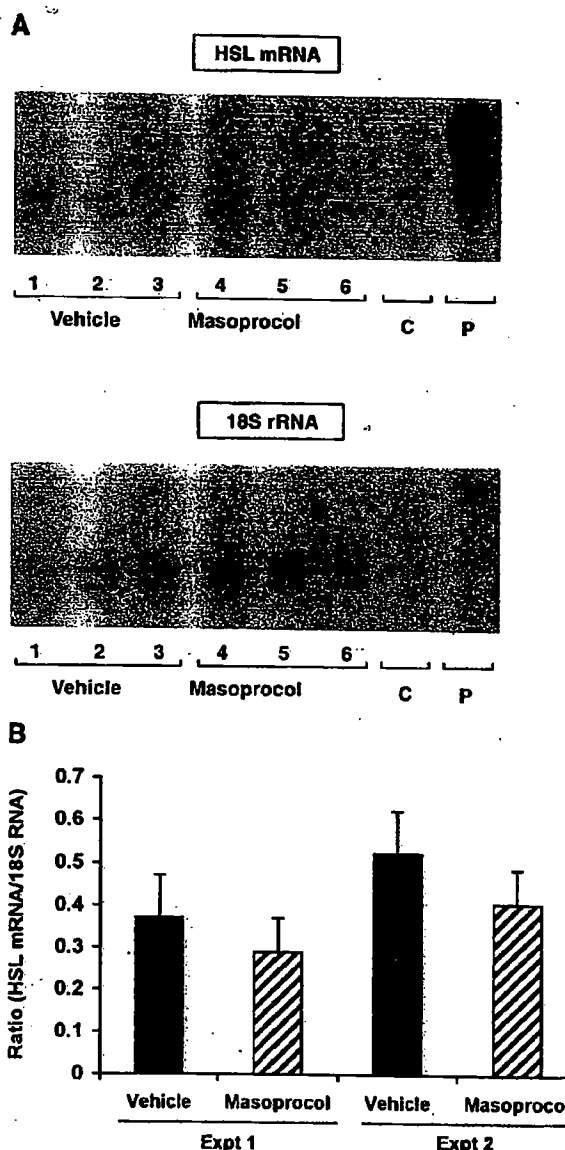 A
HSL mRNA
1 2 3 4 5 6
Vehicle Masoprocol C P
18S rRNA
1 2 3 4 5 6
Vehicle Masoprocol C P
B
Ratio (HSL mRNA/18S RNA)
0.7
0.6
0.5
0.4
0.3
0.2
0.1
0
Vehicle Masoprocol Vehicle Masoproco
Expt 1 Expt 2